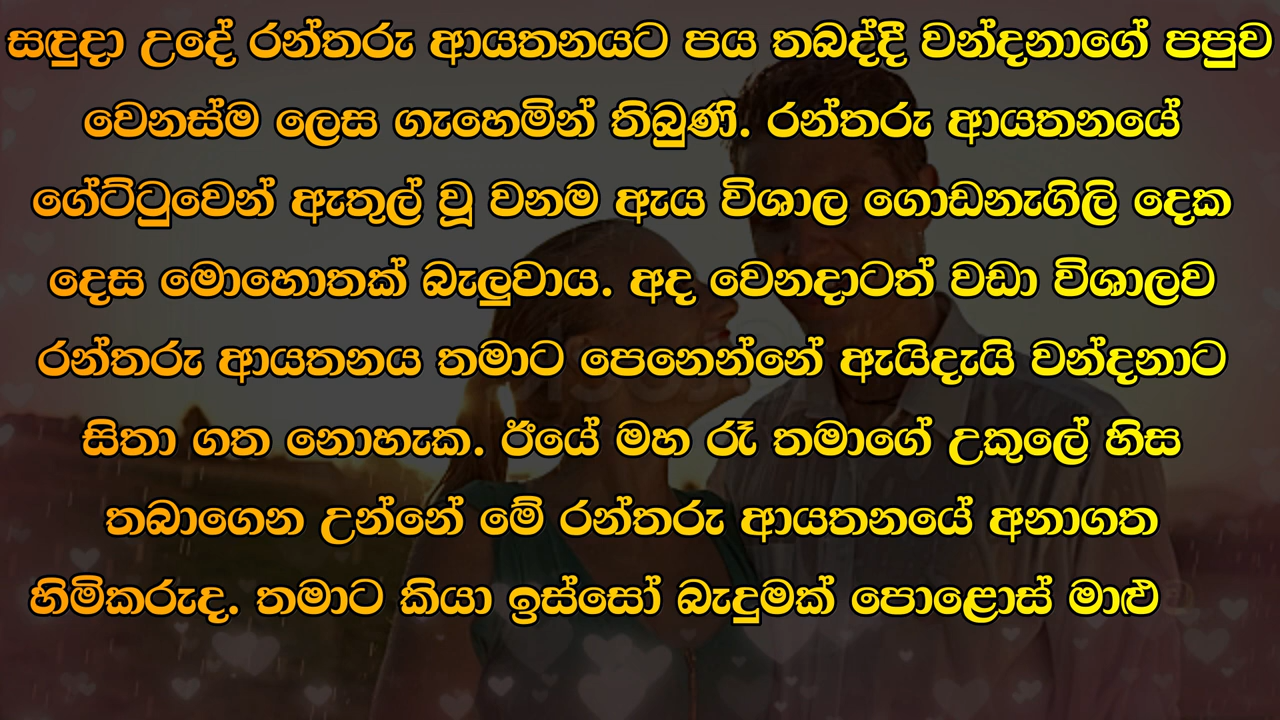 සඳුදා උදේ රන්තරු ආයතනයට පය තබද්දී වන්දනාගේ පපුව
වෙනස්ම ලෙස ගැහෙමින් තිබුණි. රන්තරු ආයතනයේ
ගේට්ටුවෙන් ඇතුල් වූ වනම ඇය විශාල ගොඩනැගිලි දෙක
දෙස මොහොතක් බැලුවාය. අද වෙනදාටත් වඩා විශාලව
රන්තරු ආයතනය තමාට පෙනෙන්නේ ඇයිදැයි වන්දනාට
සිතා ගත නොහැක. ඊයේ මහ රෑ තමාගේ උකුලේ හිස
තබාගෙන උන්නේ මේ රන්තරු ආයතනයේ අනාගත
හිමිකරුද. තමාට කියා ඉස්සෝ බැදුමක් පොළොස් මාළු